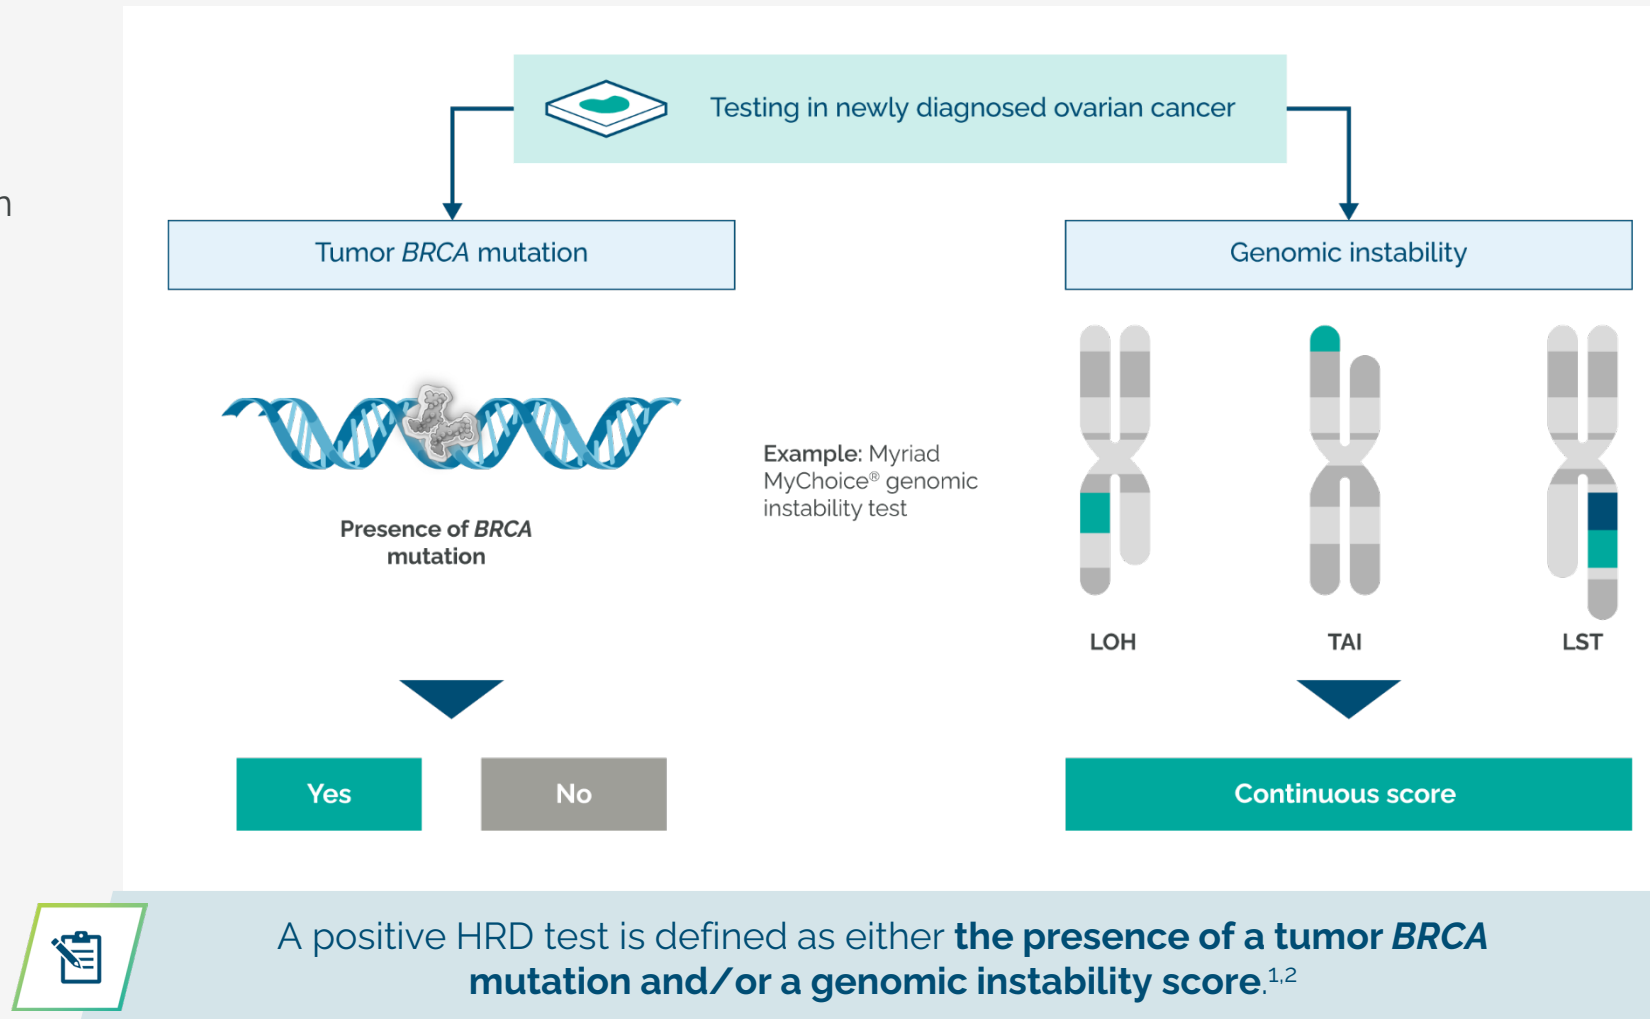 n
Testing in newly diagnosed ovarian cancer
Tumor BRCA mutation
Genomic instability
Presence of BRCA
mutation
Example: Myriad
MyChoice® genomic
instability test
LOH
TAI
LST
Yes
No
Continuous score
A positive HRD test is defined as either the presence of a tumor BRCA
mutation and/or a genomic instability score.1,2